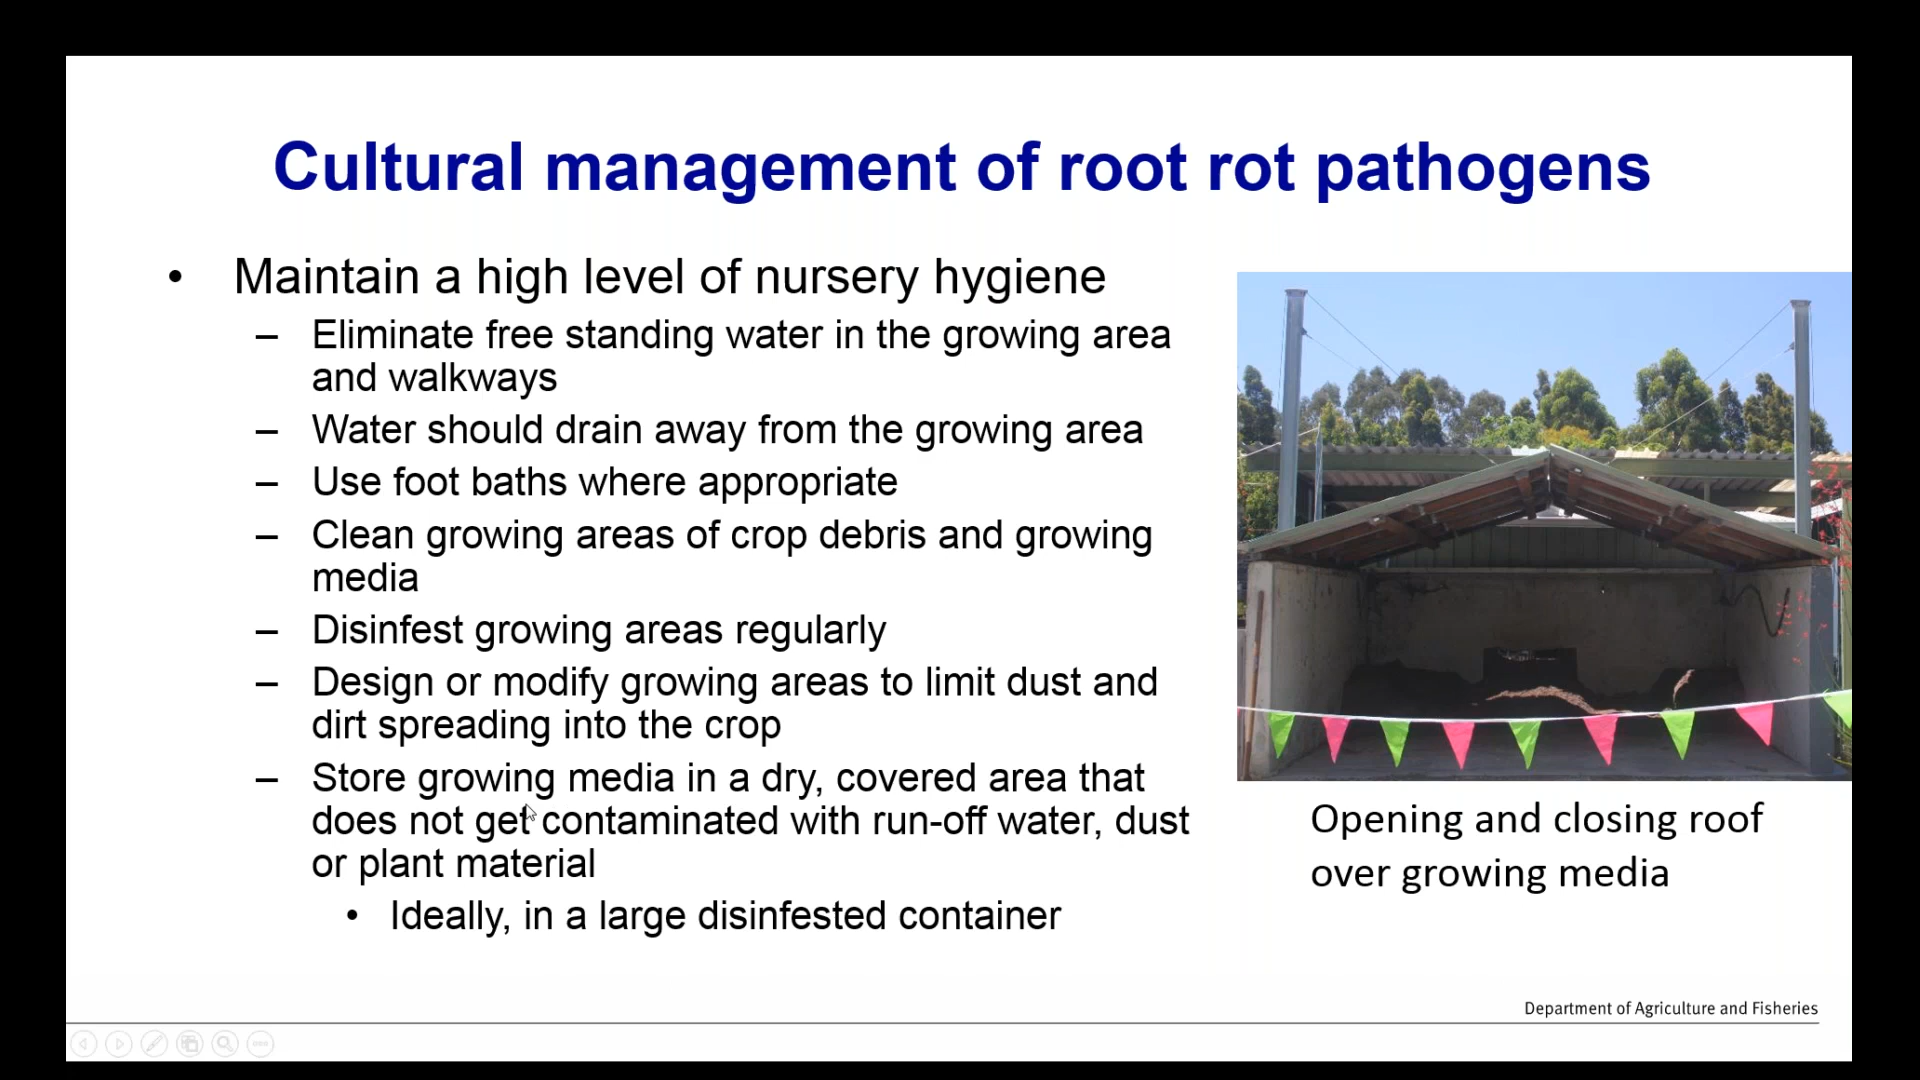 Cultural management of root rot pathogens
• Maintain a high level of nursery hygiene
– Eliminate free standing water in the growing area
and walkways
– Water should drain away from the growing area
– Use foot baths where appropriate
– Clean growing areas of crop debris and growing
media
– Disinfest growing areas regularly
– Design or modify growing areas to limit dust and
dirt spreading into the crop
– Store growing media in a dry, covered area that
does not get contaminated with run-off water, dust
or plant material
• Ideally, in a large disinfested container
Opening and closing roof
over growing media
Department of Agriculture and Fisheries